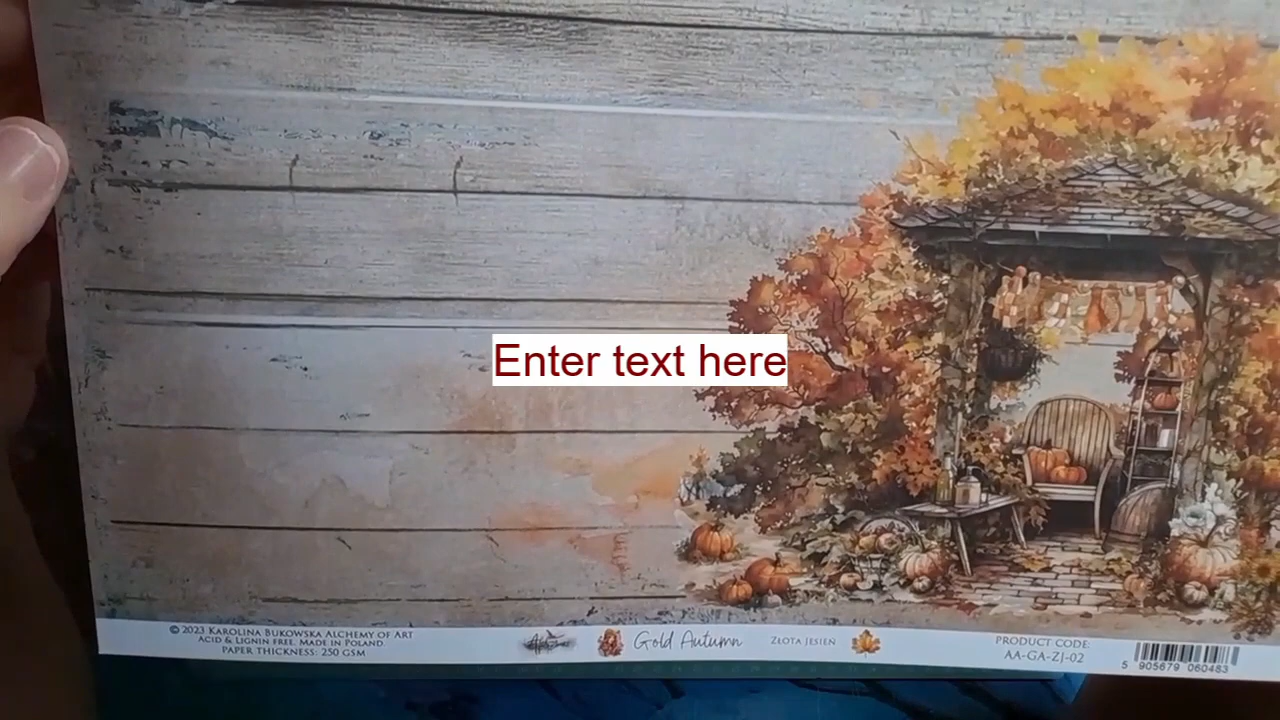 Enter text here
© 2023 Karolina Bukowska Alchemy of Art
Acid & Lignin free. Made in Poland.
Paper thickness: 250 gsm
Gold Autumn
Złota Jesień
Product code:
AA-GA-ZJ-02
5 905679 060483